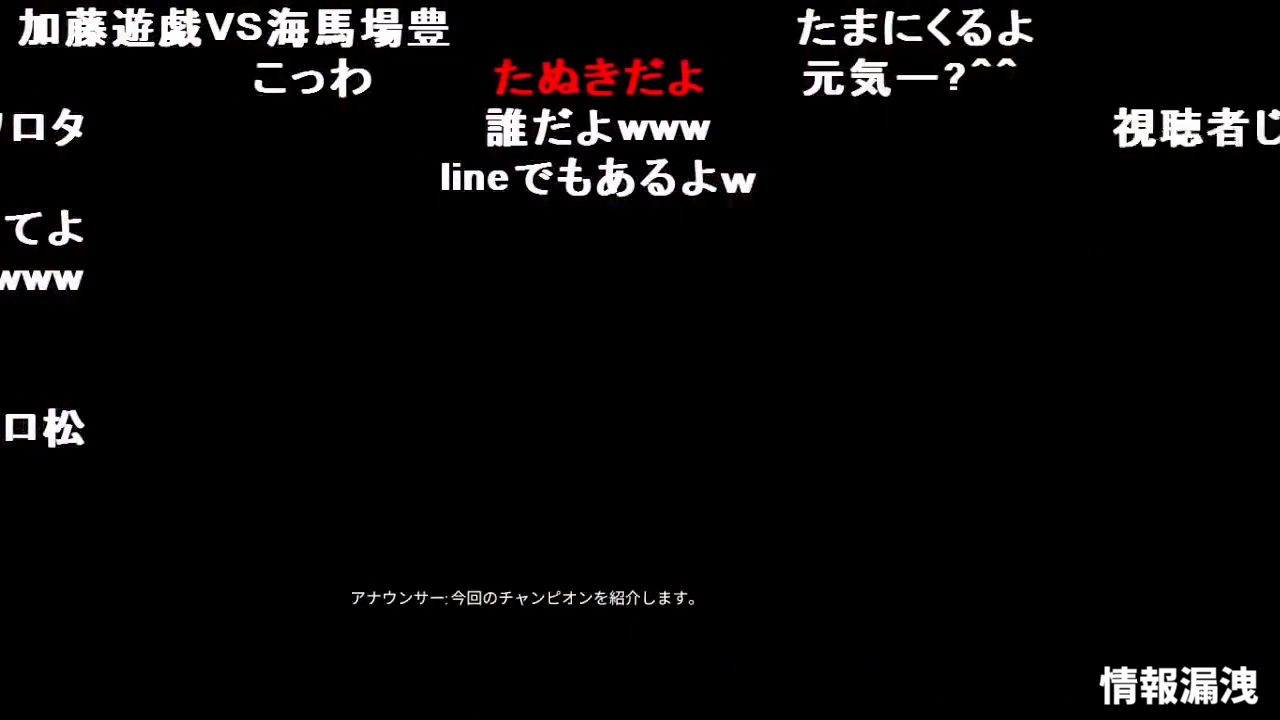 加藤遊戯VS海馬場豊
たまにくるよ
こっわ
たぬきだよ
元気ー?^^
ロタ
誰だよwww
視聴者じ
lineでもあるよw
てよ
www
ロ松
アナウンサー: 今回のチャンピオンを紹介します。
情報漏洩